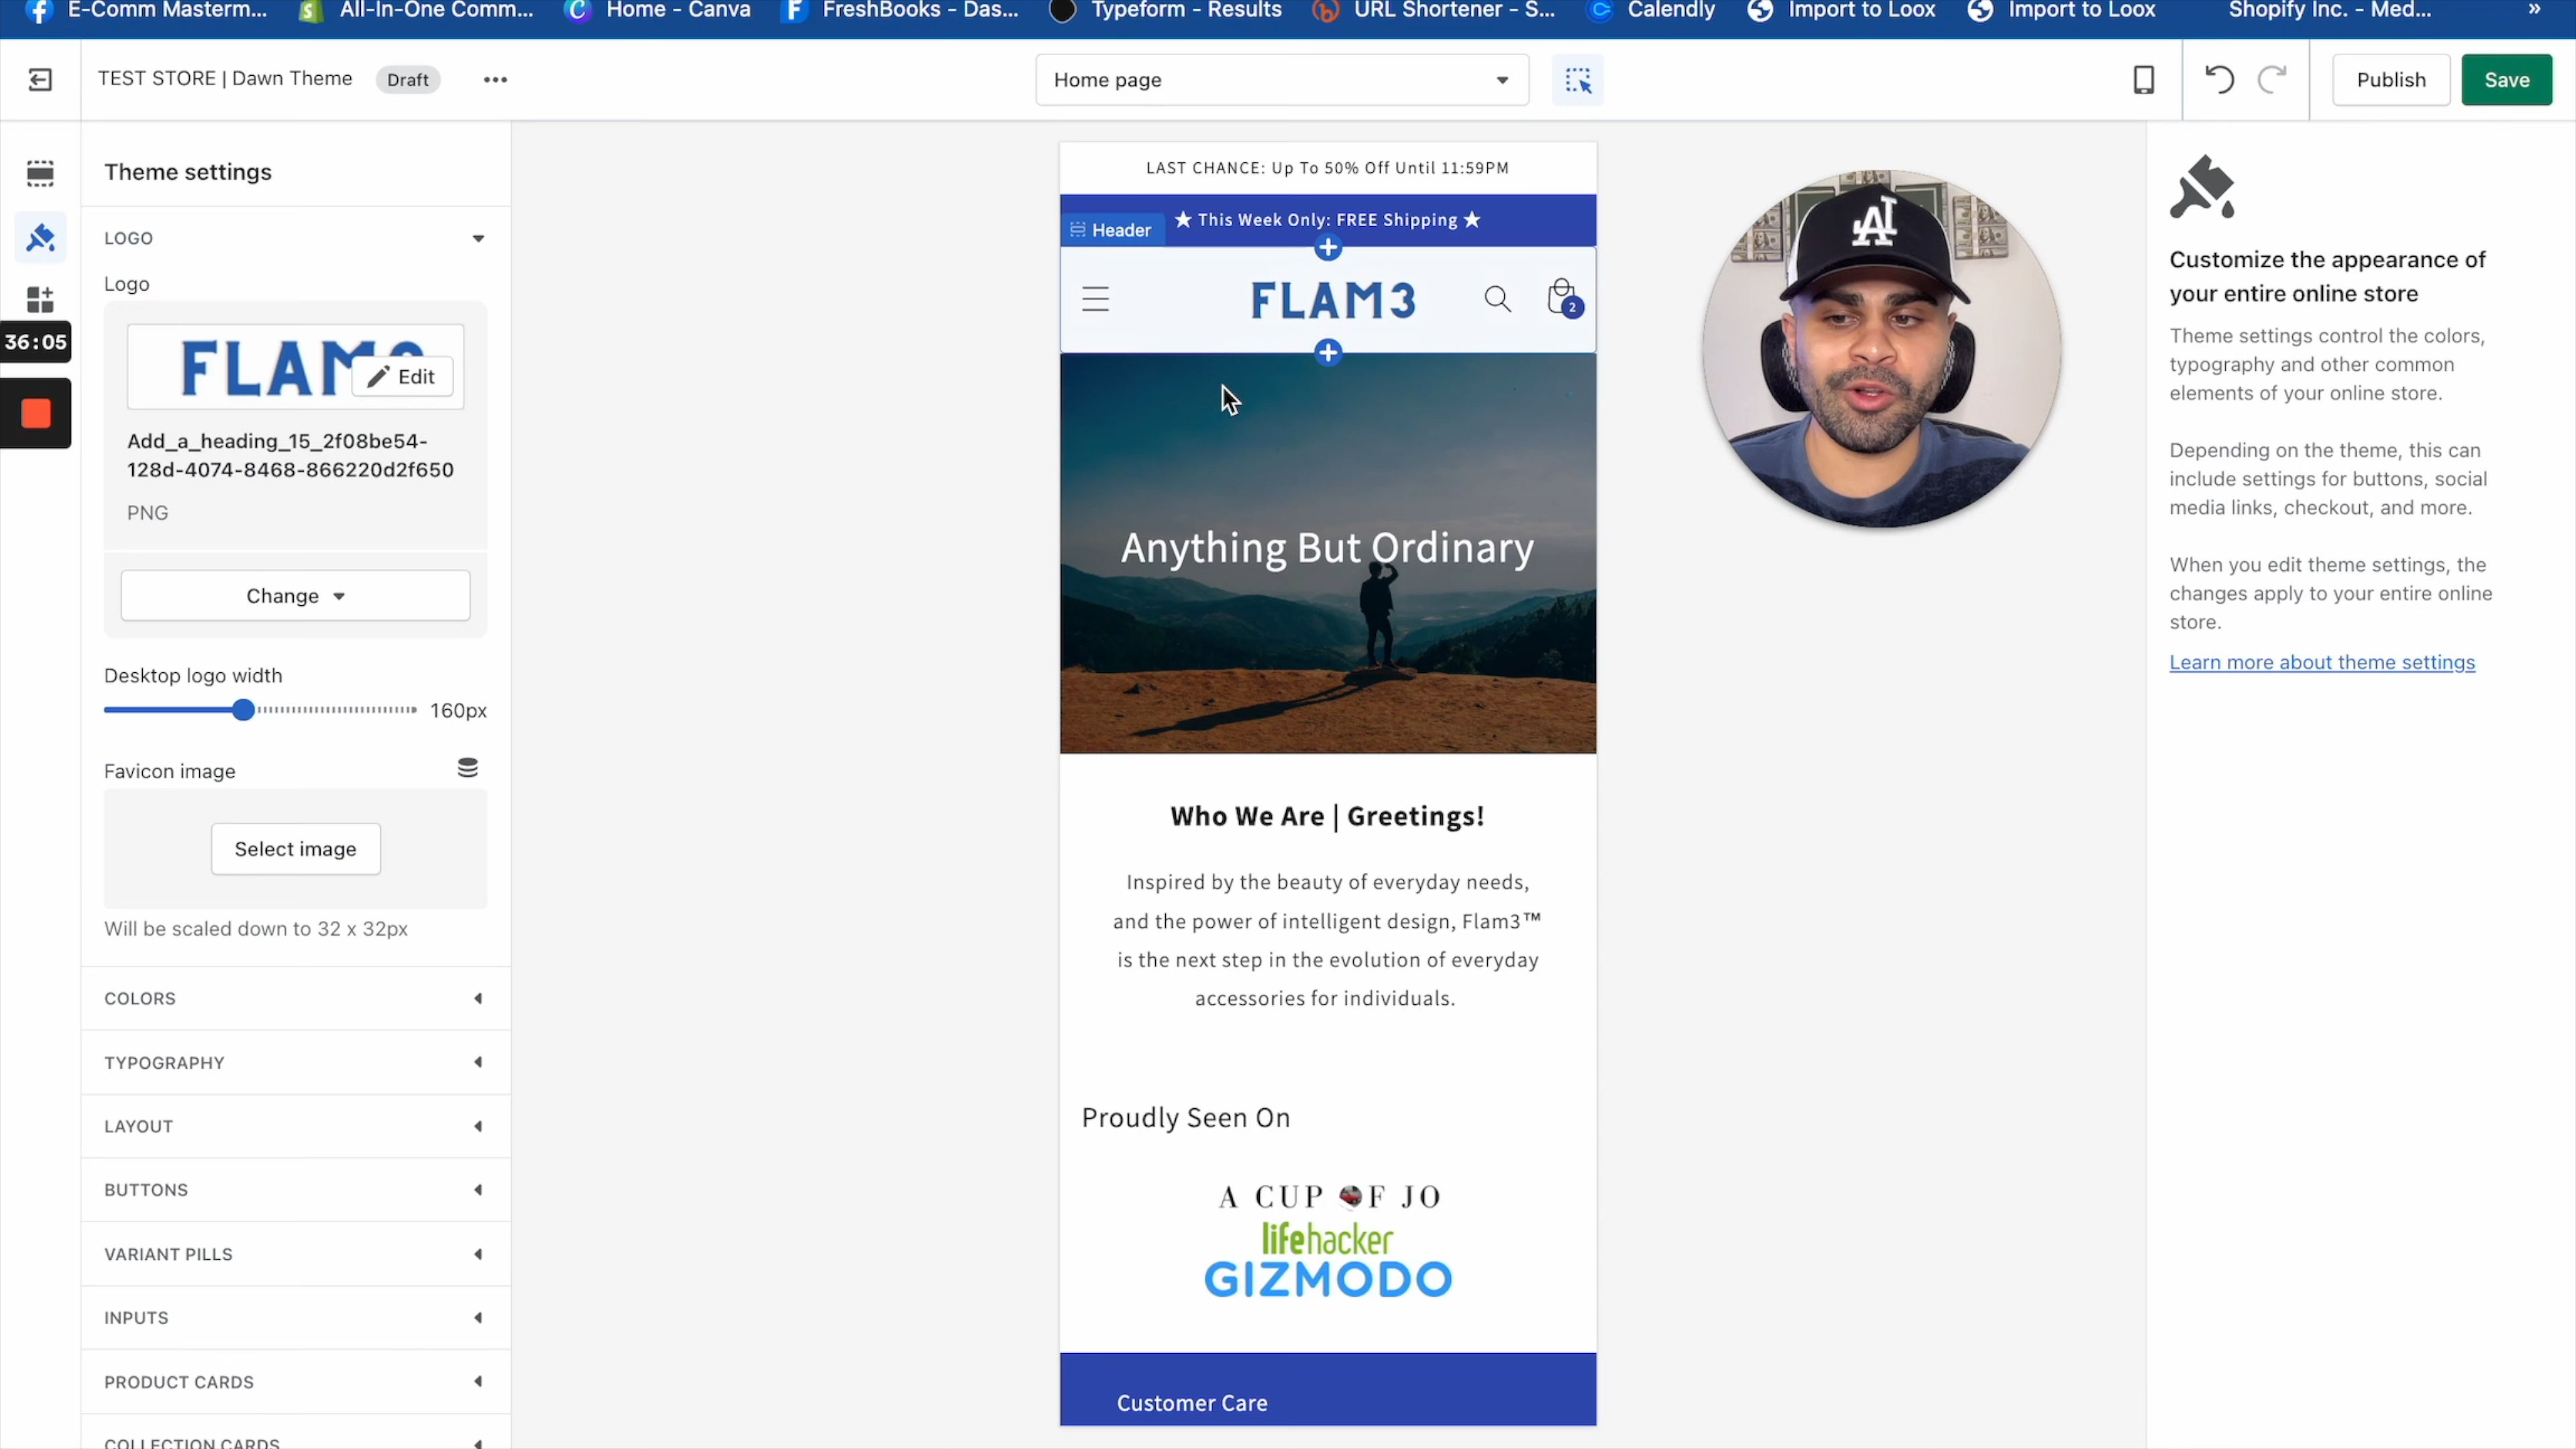 E-Comm Masterm...
All-In-One Comm...
Home - Canva
FreshBooks - Das...
Typeform - Results
URL Shortener - S...
Calendly
Import to Loox
Import to Loox
Shopify Inc. - Med...
»
TEST STORE | Dawn Theme
Draft
Home page
Publish
Save
Theme settings
LOGO
Logo
FLAM3
Edit
Add_a_heading_15_2f08be54-
128d-4074-8468-866220d2f650
PNG
Change
Desktop logo width
160px
Favicon image
Select image
Will be scaled down to 32 x 32px
COLORS
TYPOGRAPHY
LAYOUT
BUTTONS
VARIANT PILLS
INPUTS
PRODUCT CARDS
COLLECTION CARDS
36:05
LAST CHANCE: Up To 50% Off Until 11:59PM
Header
★ This Week Only: FREE Shipping ★
FLAM3
2
Anything But Ordinary
Who We Are | Greetings!
Inspired by the beauty of everyday needs,
and the power of intelligent design, Flam3™
is the next step in the evolution of everyday
accessories for individuals.
Proudly Seen On
A CUP OF JO
lifehacker
GIZMODO
Customer Care
Customize the appearance of
your entire online store
Theme settings control the colors,
typography and other common
elements of your online store.
Depending on the theme, this can
include settings for buttons, social
media links, checkout, and more.
When you edit theme settings, the
changes apply to your entire online
store.
Learn more about theme settings